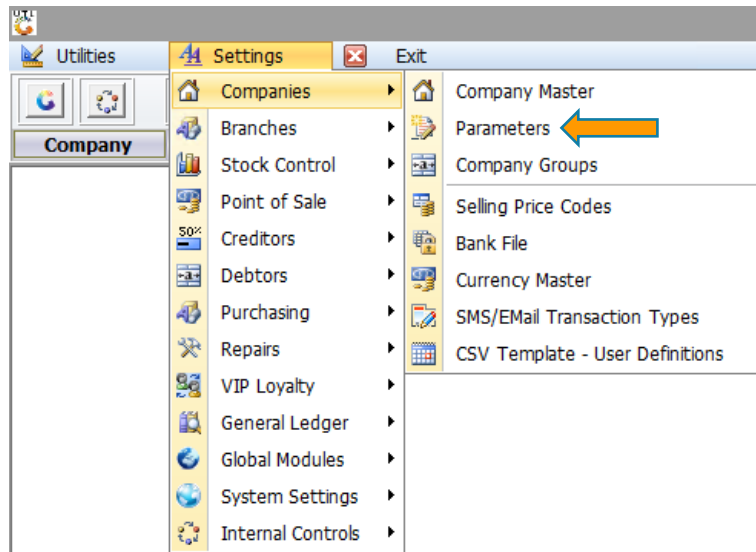 UTL
Utilities
Settings
Exit
Company
Companies
Branches
Stock Control
Point of Sale
50%
Creditors
Debtors
Purchasing
Repairs
VIP Loyalty
General Ledger
Global Modules
System Settings
Internal Controls
Company Master
Parameters
Company Groups
Selling Price Codes
Bank File
Currency Master
SMS/EMail Transaction Types
CSV Template - User Definitions